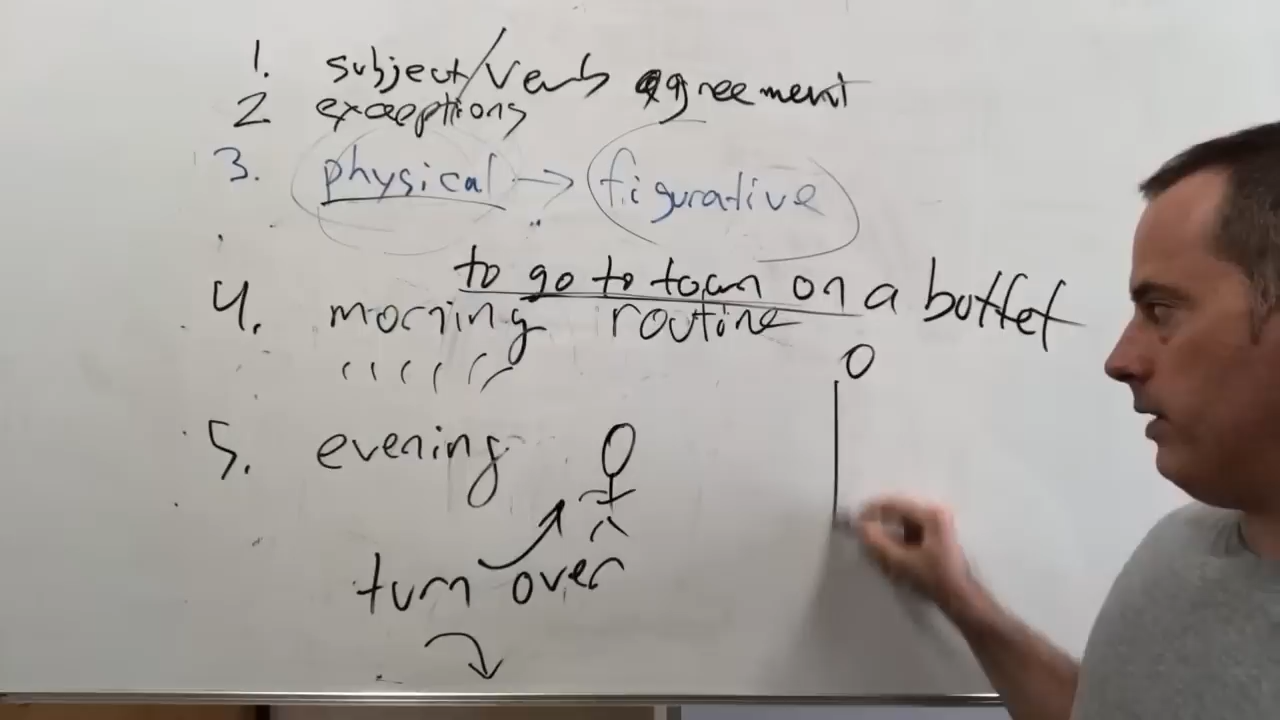 1. subject/verb agreement
2. exceptions
3. physical → figurative
to go to town on a buffet
4. morning routine
5. evening
turn over